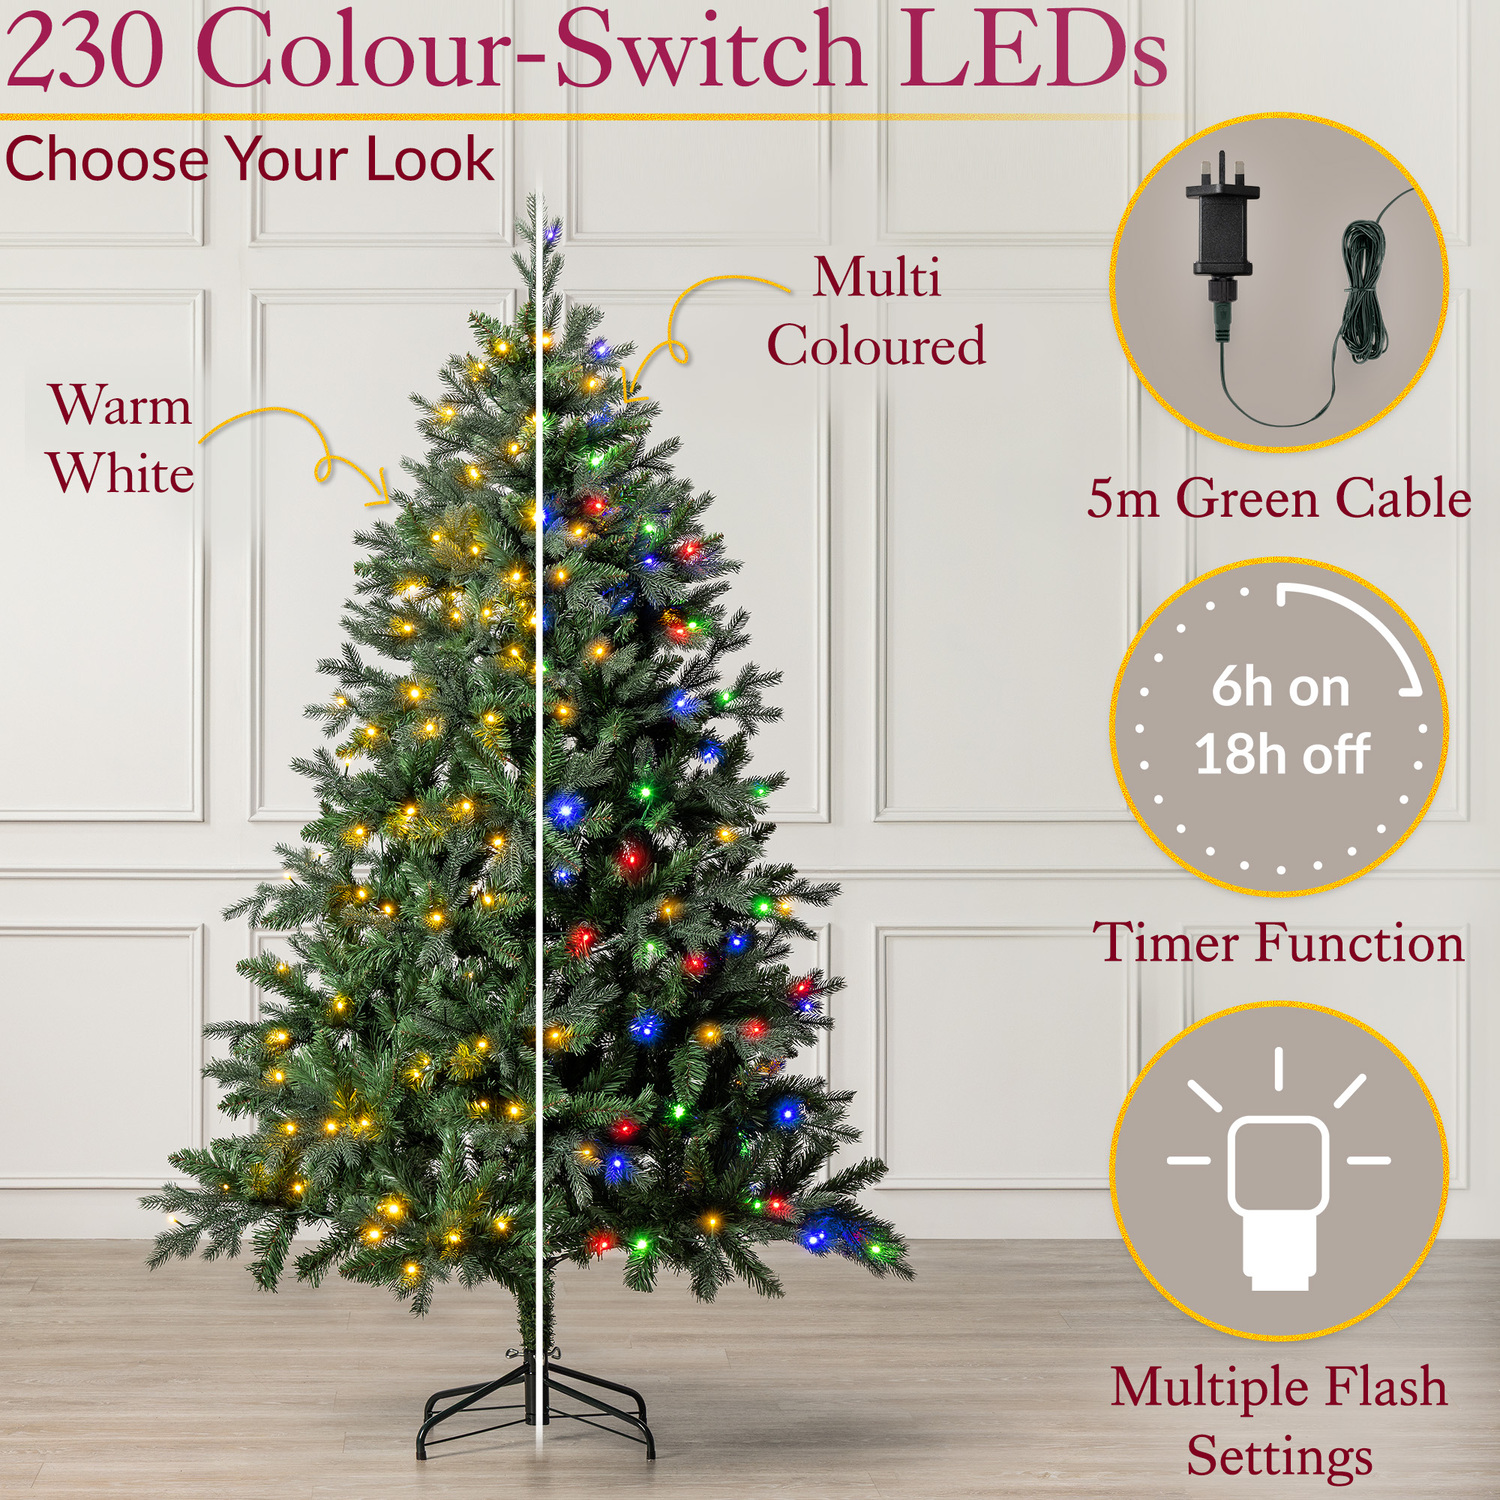 230 Colour-Switch LEDs
Choose Your Look
Warm
White
Multi
Coloured
5m Green Cable
6h on
18h off
Timer Function
Multiple Flash
Settings